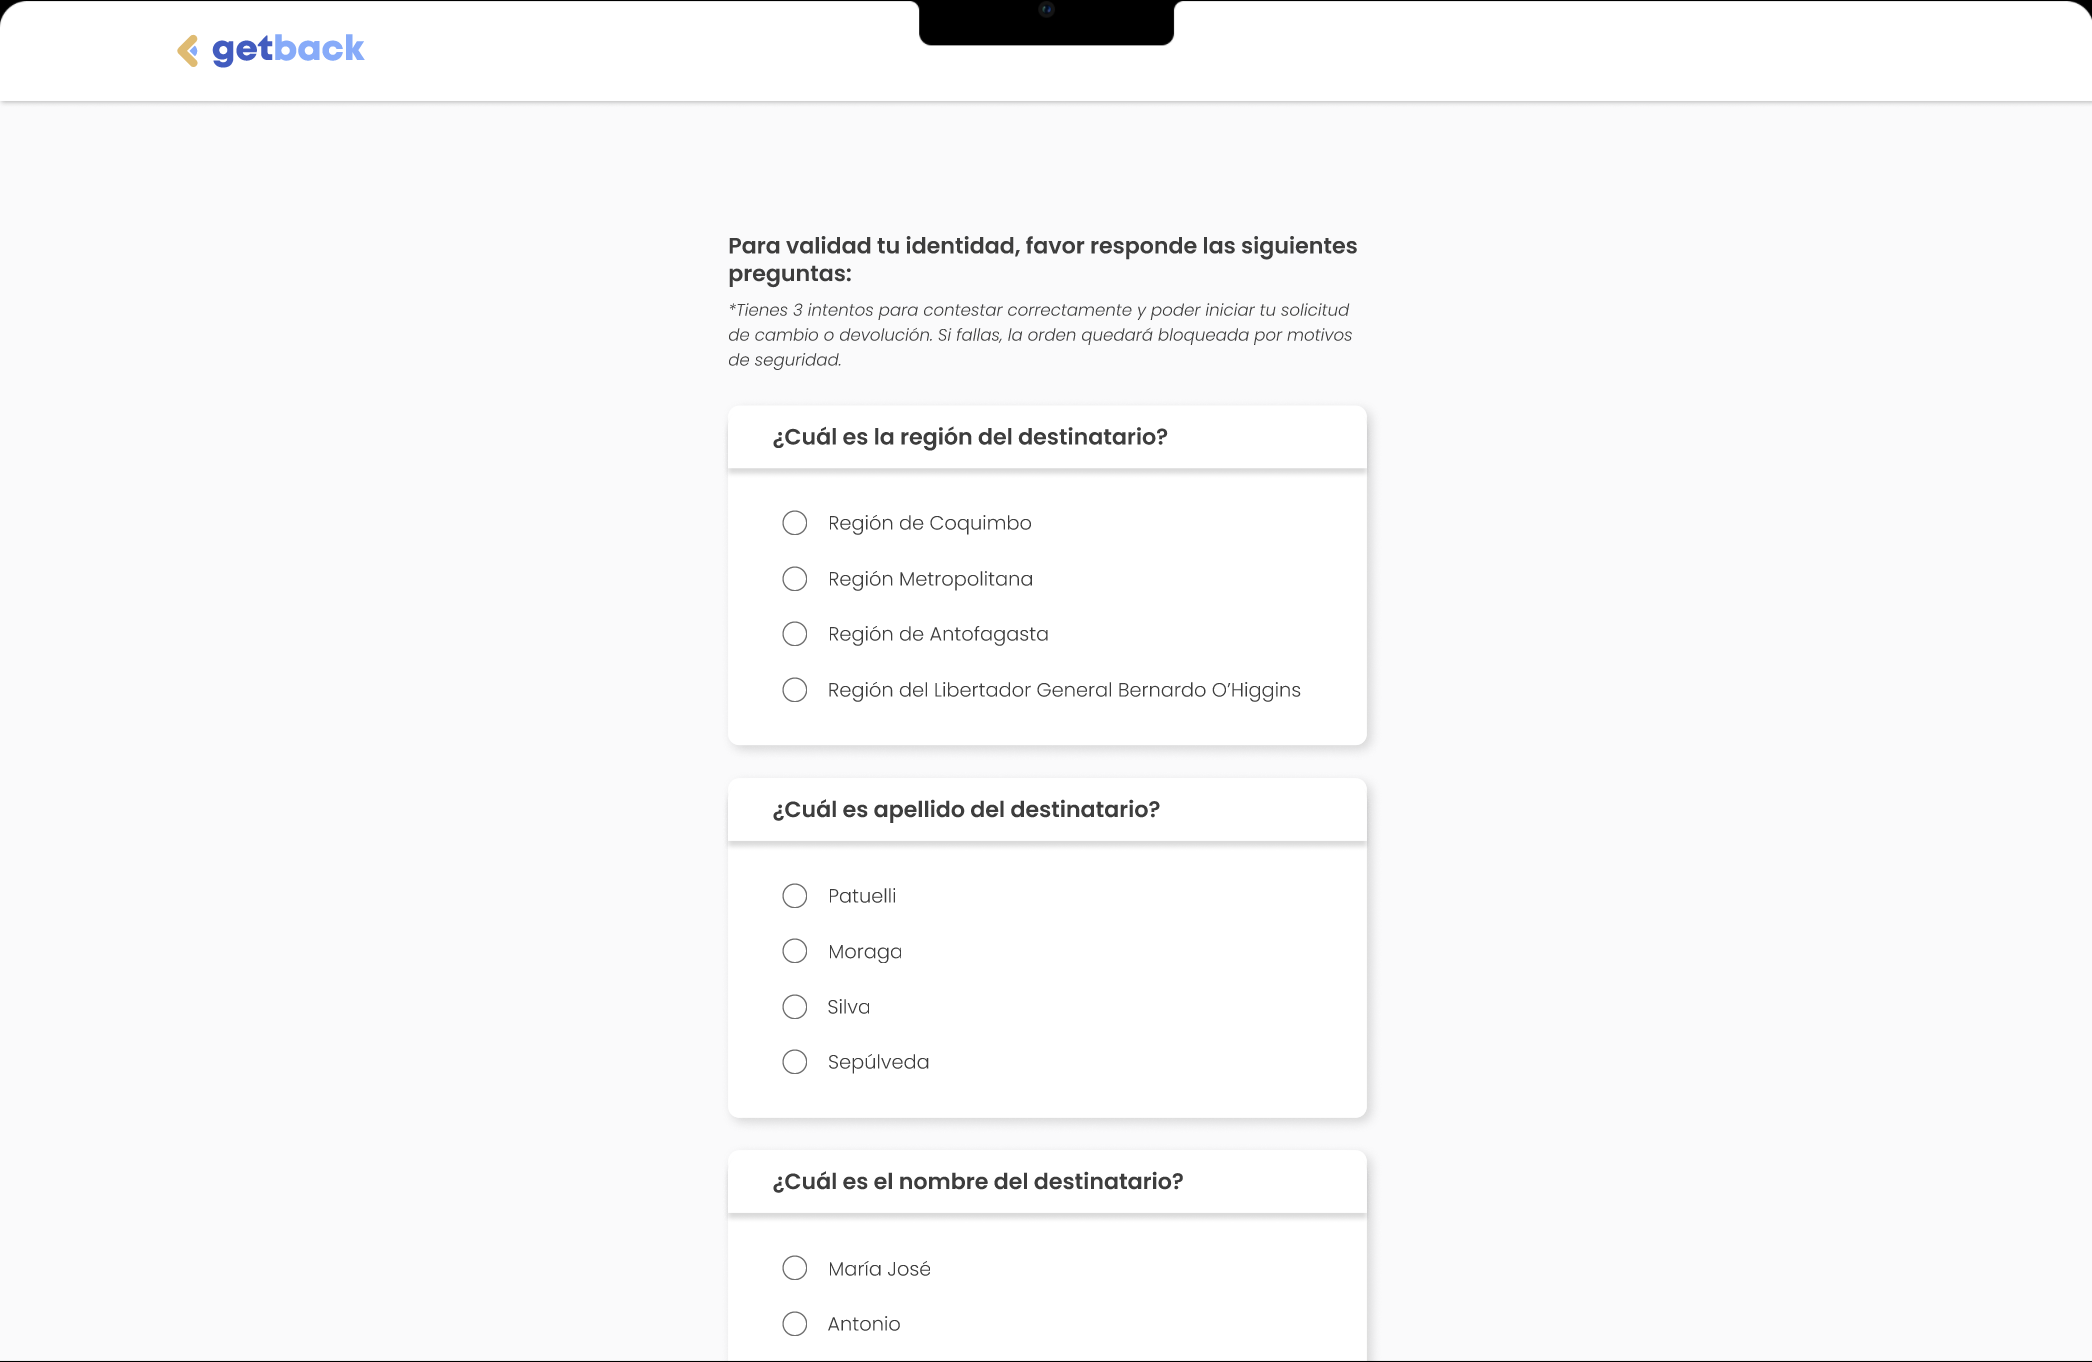 getback
Para validad tu identidad, favor responde las siguientes
preguntas:
*Tienes 3 intentos para contestar correctamente y poder iniciar tu solicitud
de cambio o devolución. Si fallas, la orden quedará bloqueada por motivos
de seguridad.
¿Cuál es la región del destinatario?
Región de Coquimbo
Región Metropolitana
Región de Antofagasta
Región del Libertador General Bernardo O’Higgins
¿Cuál es apellido del destinatario?
Patuelli
Moraga
Silva
Sepúlveda
¿Cuál es el nombre del destinatario?
María José
Antonio